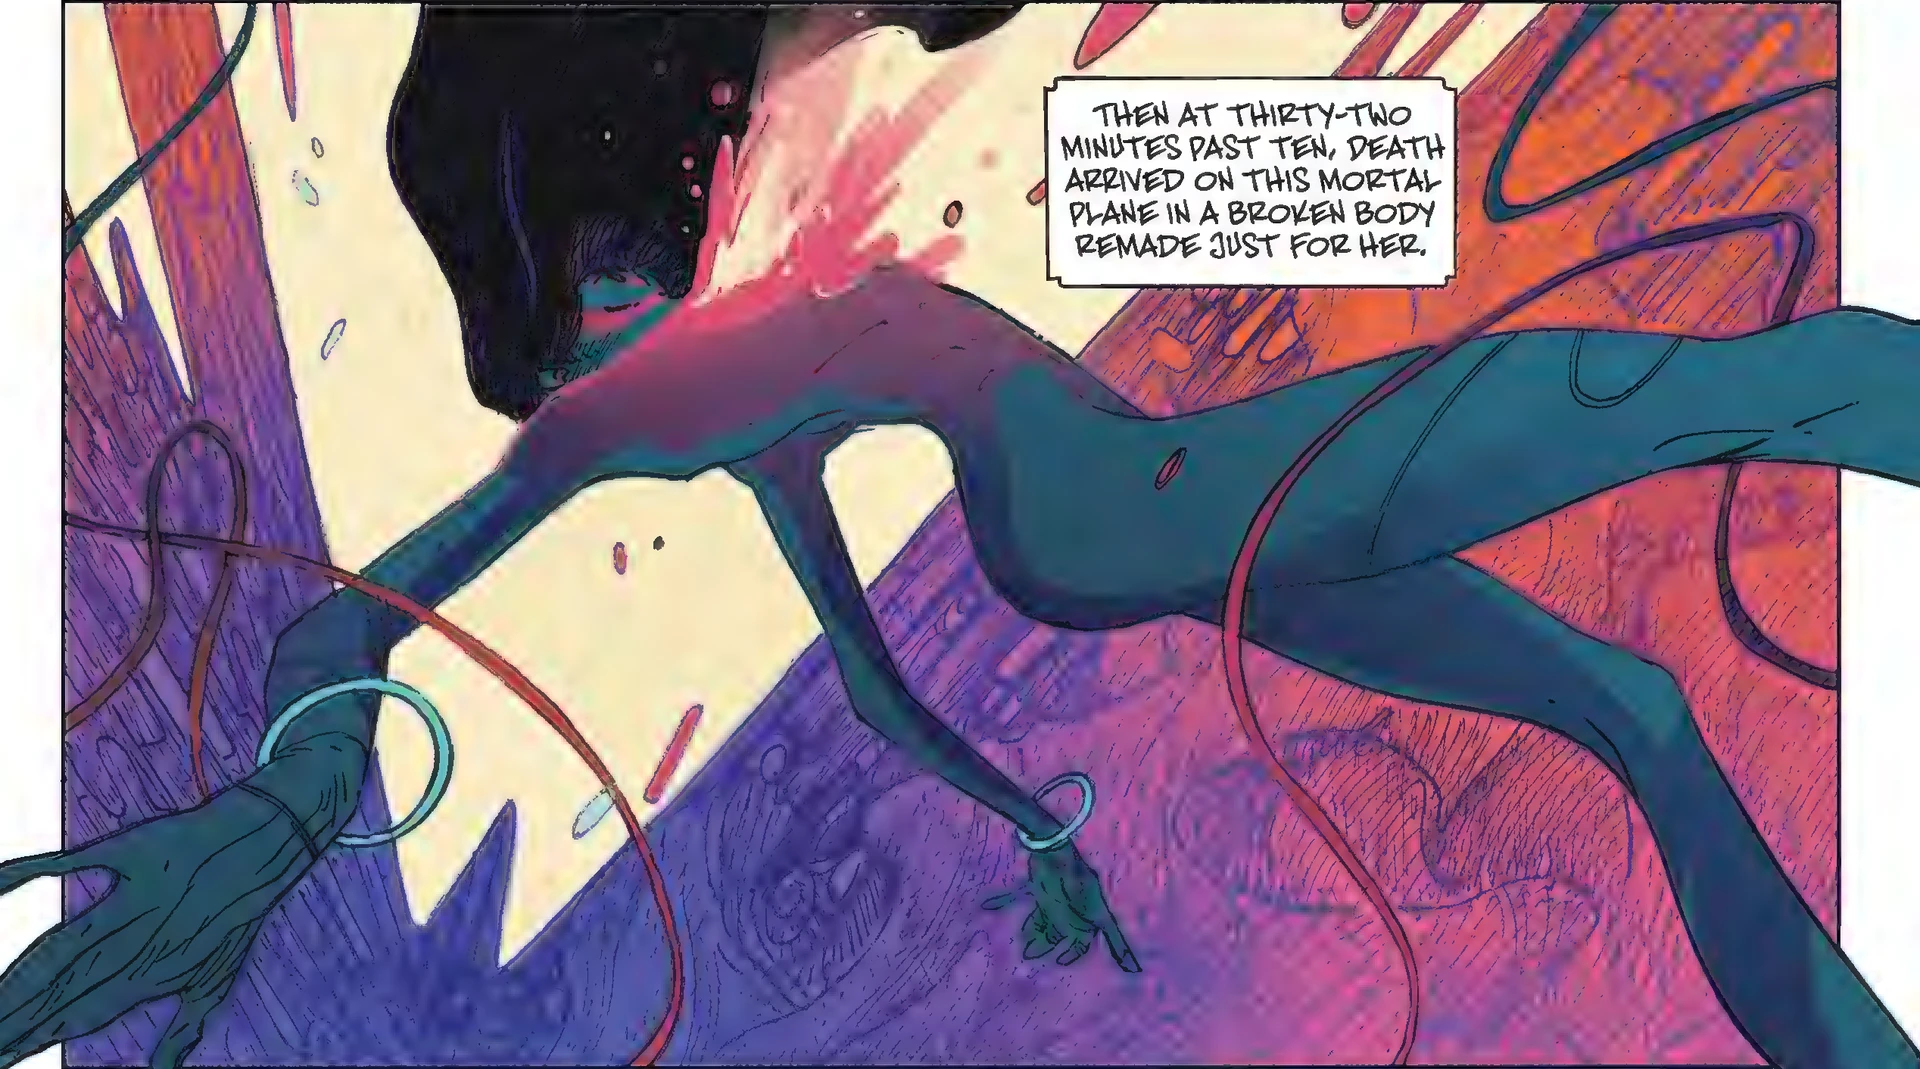 THEN AT THIRTY-TWO
MINUTES PAST TEN, DEATH
ARRIVED ON THIS MORTAL
PLANE IN A BROKEN BODY
REMADE JUST FOR HER.